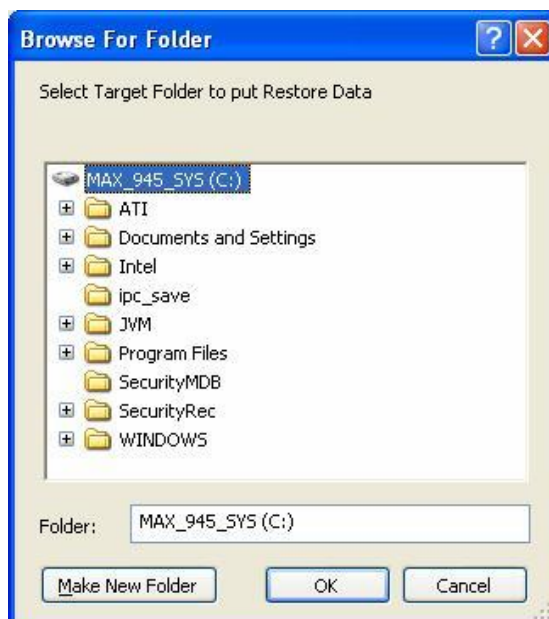 Browse For Folder
Select Target Folder to put Restore Data
MAX_945_SYS (C:)
ATI
Documents and Settings
Intel
ipc_save
JVM
Program Files
SecurityMDB
SecurityRec
WINDOWS
Folder: MAX_945_SYS (C:)
Make New Folder OK Cancel